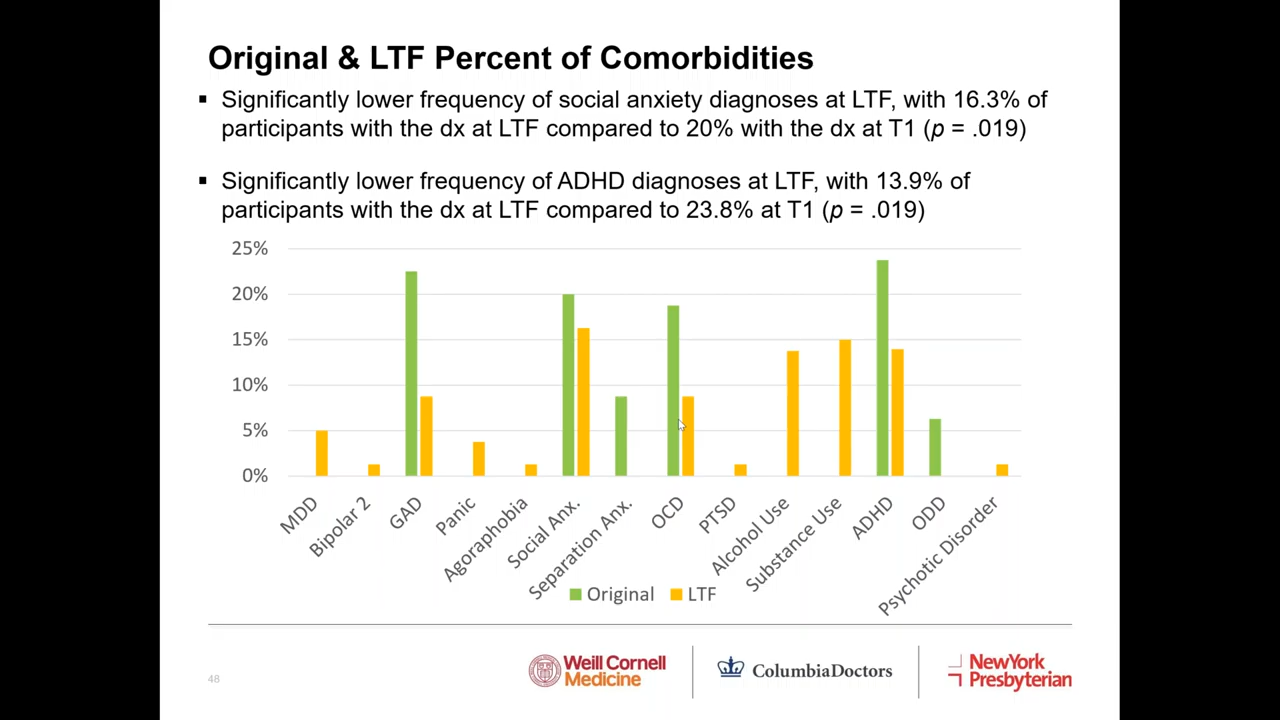 Original & LTF Percent of Comorbidities
▪ Significantly lower frequency of social anxiety diagnoses at LTF, with 16.3% of
participants with the dx at LTF compared to 20% with the dx at T1 (p = .019)
▪ Significantly lower frequency of ADHD diagnoses at LTF, with 13.9% of
participants with the dx at LTF compared to 23.8% at T1 (p = .019)
25%
20%
15%
10%
5%
0%
MDD
Bipolar 2
GAD
Panic
Agoraphobia
Social Anx.
Separation Anx.
OCD
PTSD
Alcohol Use
Substance Use
ADHD
ODD
Psychotic Disorder
Original LTF
48
Weill Cornell
Medicine
ColumbiaDoctors
NewYork
Presbyterian